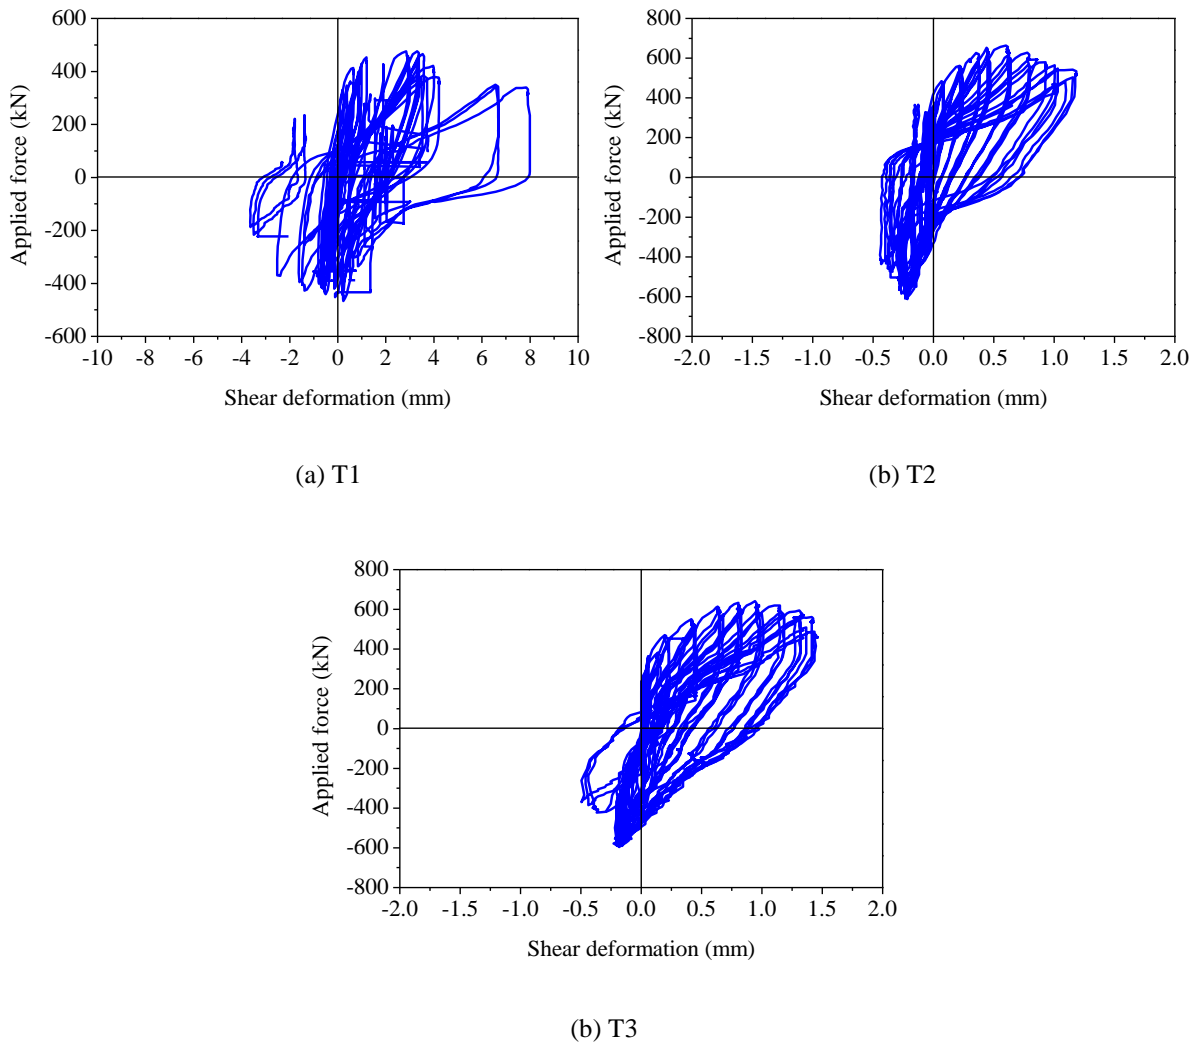 600
400
200
0
-200
-400
-600
Applied force (kN)
-10 -8 -6 -4 -2 0 2 4 6 8 10
Shear deformation (mm)
(a) T1
800
600
400
200
0
-200
-400
-600
-800
Applied force (kN)
-2.0 -1.5 -1.0 -0.5 0.0 0.5 1.0 1.5 2.0
Shear deformation (mm)
(b) T2
800
600
400
200
0
-200
-400
-600
-800
Applied force (kN)
-2.0 -1.5 -1.0 -0.5 0.0 0.5 1.0 1.5 2.0
Shear deformation (mm)
(b) T3